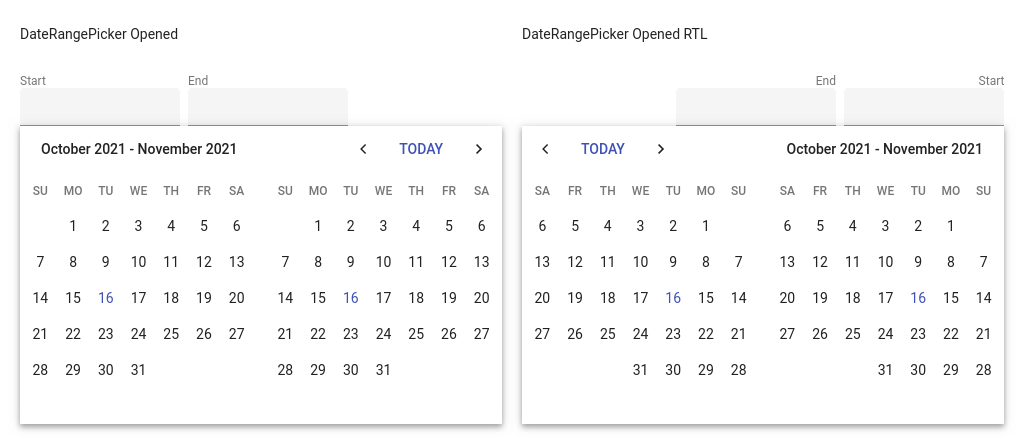 DateRangePicker Opened
Start End
October 2021 - November 2021 TODAY
SU MO TU WE TH FR SA SU MO TU WE TH FR SA
1 2 3 4 5 6 1 2 3 4 5 6
7 8 9 10 11 12 13 7 8 9 10 11 12 13
14 15 16 17 18 19 20 14 15 16 17 18 19 20
21 22 23 24 25 26 27 21 22 23 24 25 26 27
28 29 30 31 28 29 30 31
DateRangePicker Opened RTL
End Start
TODAY October 2021 - November 2021
SA FR TH WE TU MO SU SA FR TH WE TU MO SU
6 5 4 3 2 1 6 5 4 3 2 1
13 12 11 10 9 8 7 13 12 11 10 9 8 7
20 19 18 17 16 15 14 20 19 18 17 16 15 14
27 26 25 24 23 22 21 27 26 25 24 23 22 21
31 30 29 28 31 30 29 28